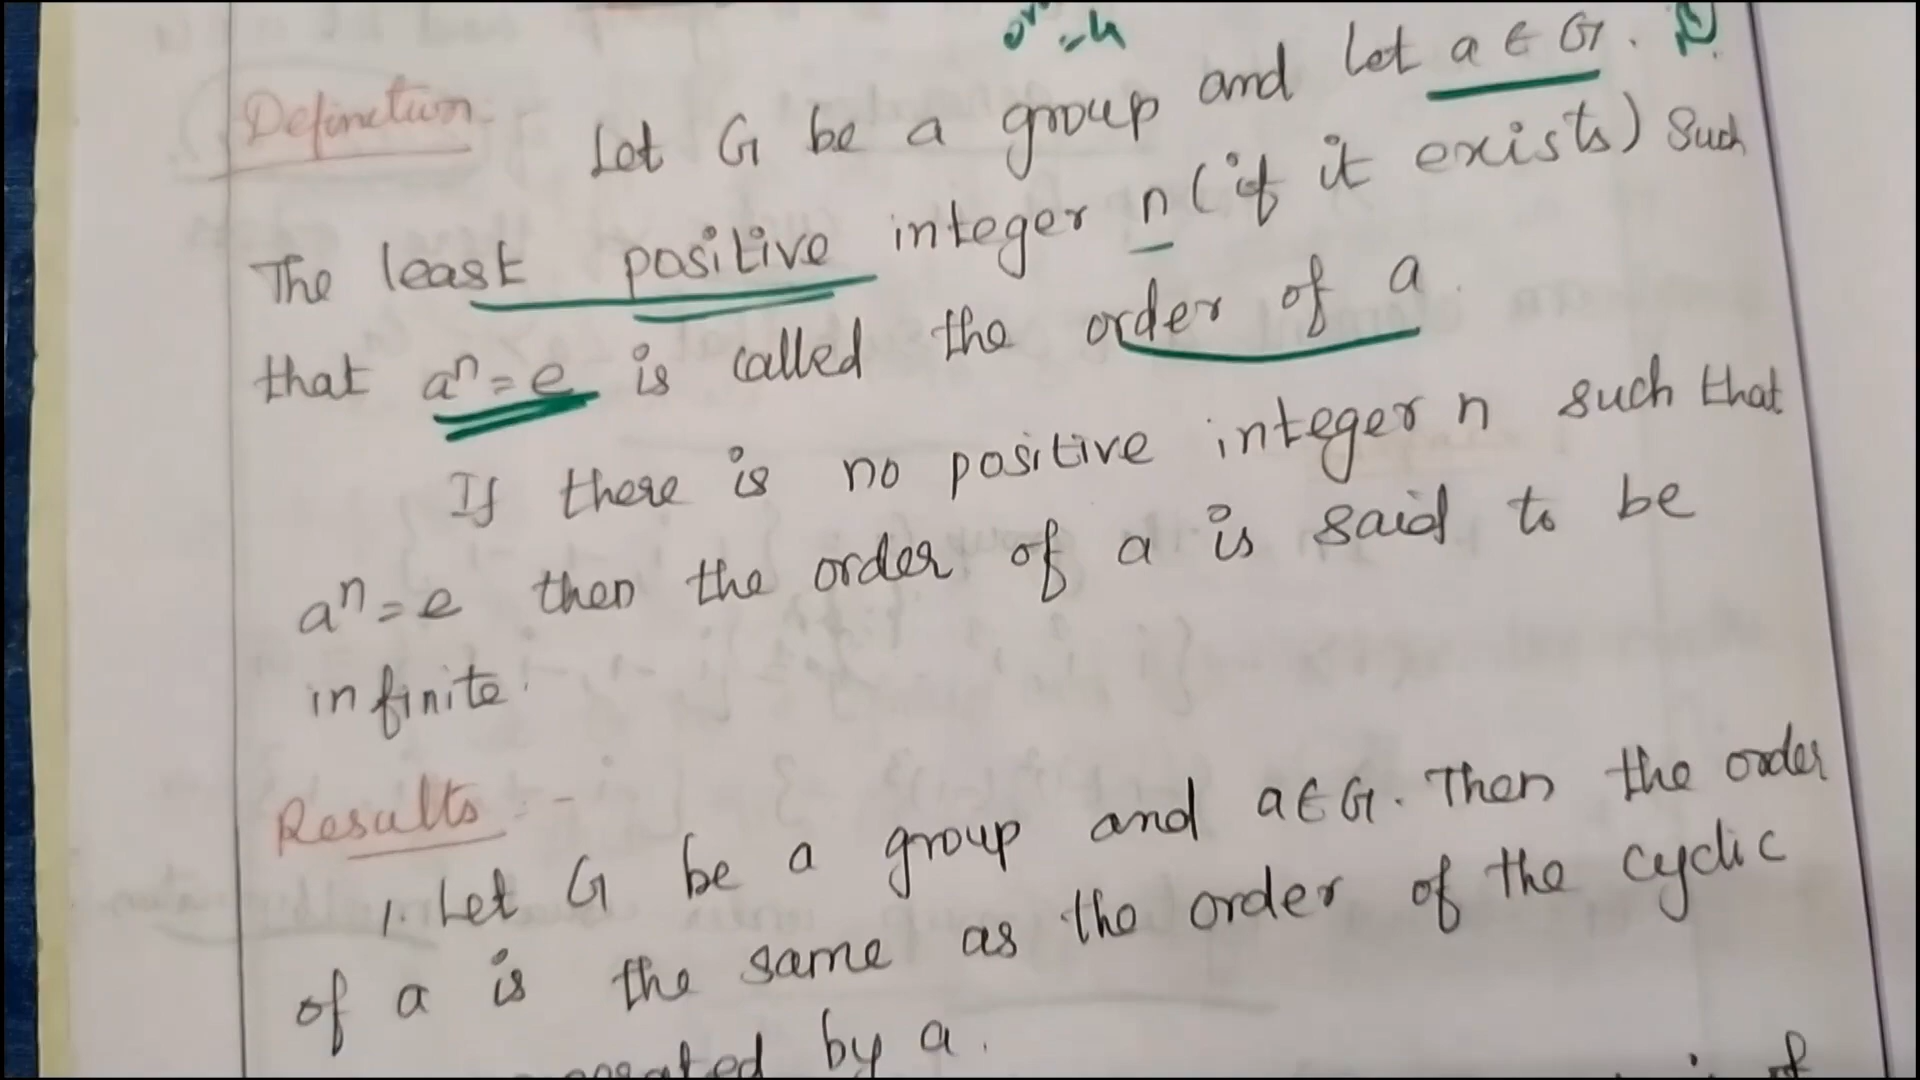 Definition:- Let G be a group and let a ∈ G.
The least positive integer n (if it exists) such
that aⁿ = e is called the order of a.
If there is no positive integer n such that
aⁿ = e then the order of a is said to be
infinite.
Results :-
1. Let G be a group and a ∈ G. Then the order
of a is the same as the order of the cyclic
by a.
of